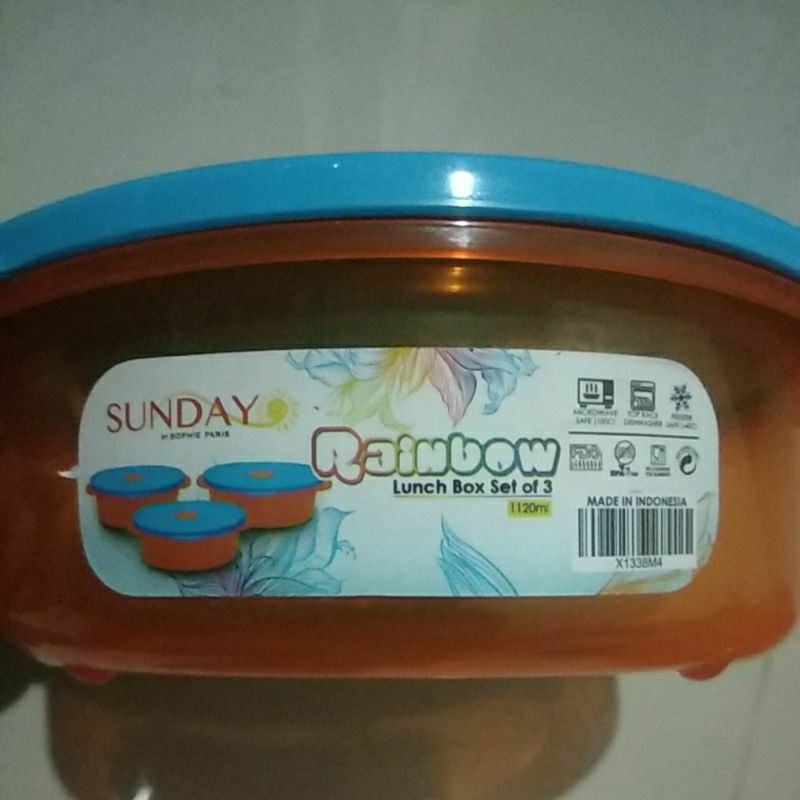 SUNDAY
BY SOPHIE PARIS
Rainbow
Lunch Box Set of 3
1120ml
MICROWAVE
SAFE
TOP RACK
DISHWASHER
FREEZER
MADE IN INDONESIA
X1338M4